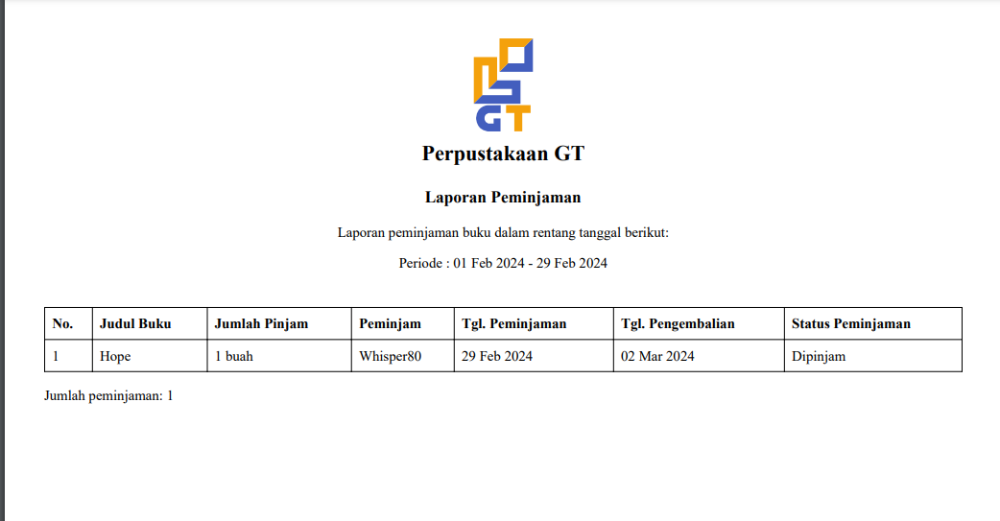 GT
Perpustakaan GT
Laporan Peminjaman
Laporan peminjaman buku dalam rentang tanggal berikut:
Periode : 01 Feb 2024 - 29 Feb 2024
No. Judul Buku Jumlah Pinjam Peminjam Tgl. Peminjaman Tgl. Pengembalian Status Peminjaman
1 Hope 1 buah Whisper80 29 Feb 2024 02 Mar 2024 Dipinjam
Jumlah peminjaman: 1